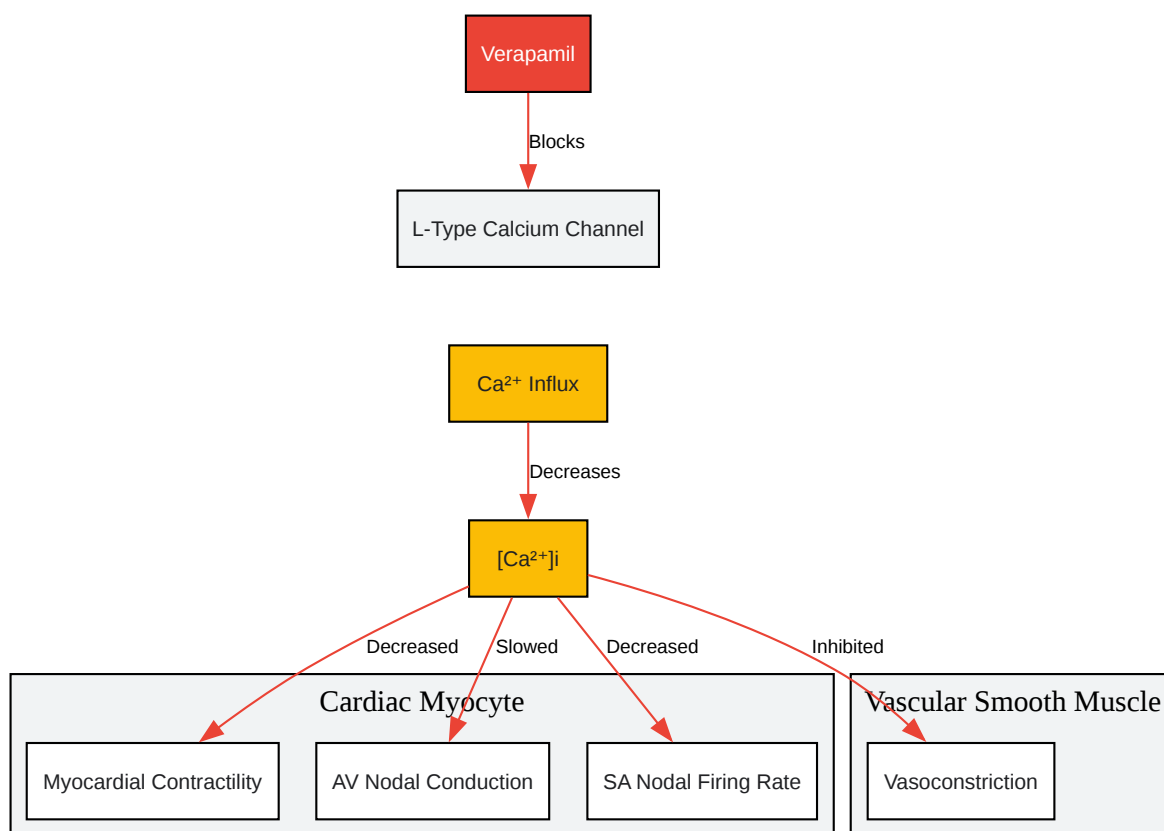 Verapamil
Blocks
L-Type Calcium Channel
Ca²⁺ Influx
Decreases
[Ca²⁺]i
Decreased
Slowed
Decreased
Inhibited
Cardiac Myocyte
Vascular Smooth Muscle
Myocardial Contractility
AV Nodal Conduction
SA Nodal Firing Rate
Vasoconstriction